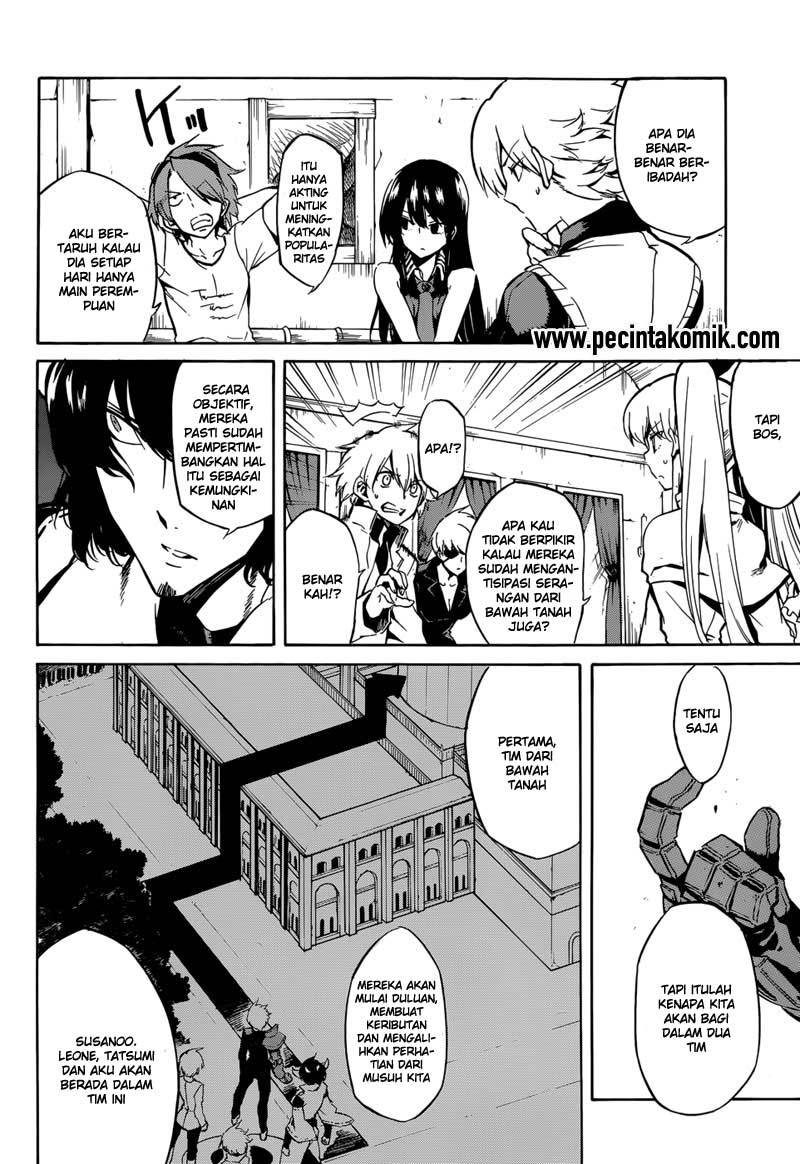 APA DIA
BENAR-
BENAR BER-
IBADAH?
ITU
HANYA
AKTING
UNTUK
MENING-
KATKAN
POPULA-
RITAS
AKU BER-
TARUH KALAU
DIA SETIAP
HARI HANYA
MAIN PEREM-
PUAN
www.pecintakomik.com
TAPI
BOS,
APA!?
APA KAU
TIDAK BERPIKIR
KALAU MEREKA
SUDAH MENGAN-
TISIPASI SERA-
NGAN DARI
BAWAH TANAH
JUGA?
BENAR
KAH!?
SECARA
OBJEKTIF,
MEREKA
PASTI SUDAH
MEMPERTIM-
BANGKAN HAL
ITU SEBAGAI
KEMUNGKI-
NAN
TENTU
SAJA
TAPI ITULAH
KENAPA KITA
AKAN BAGI
DALAM DUA
TIM
PERTAMA,
TIM DARI
BAWAH
TANAH
MEREKA AKAN
MULAI DULUAN,
MEMBUAT
KERIBUTAN
DAN MENGALI-
HKAN PERHA-
TIAN DARI
MUSUH KITA
SUSANOO.
LEONE, TATSUMI
DAN AKU AKAN
BERADA DALAM
TIM INI